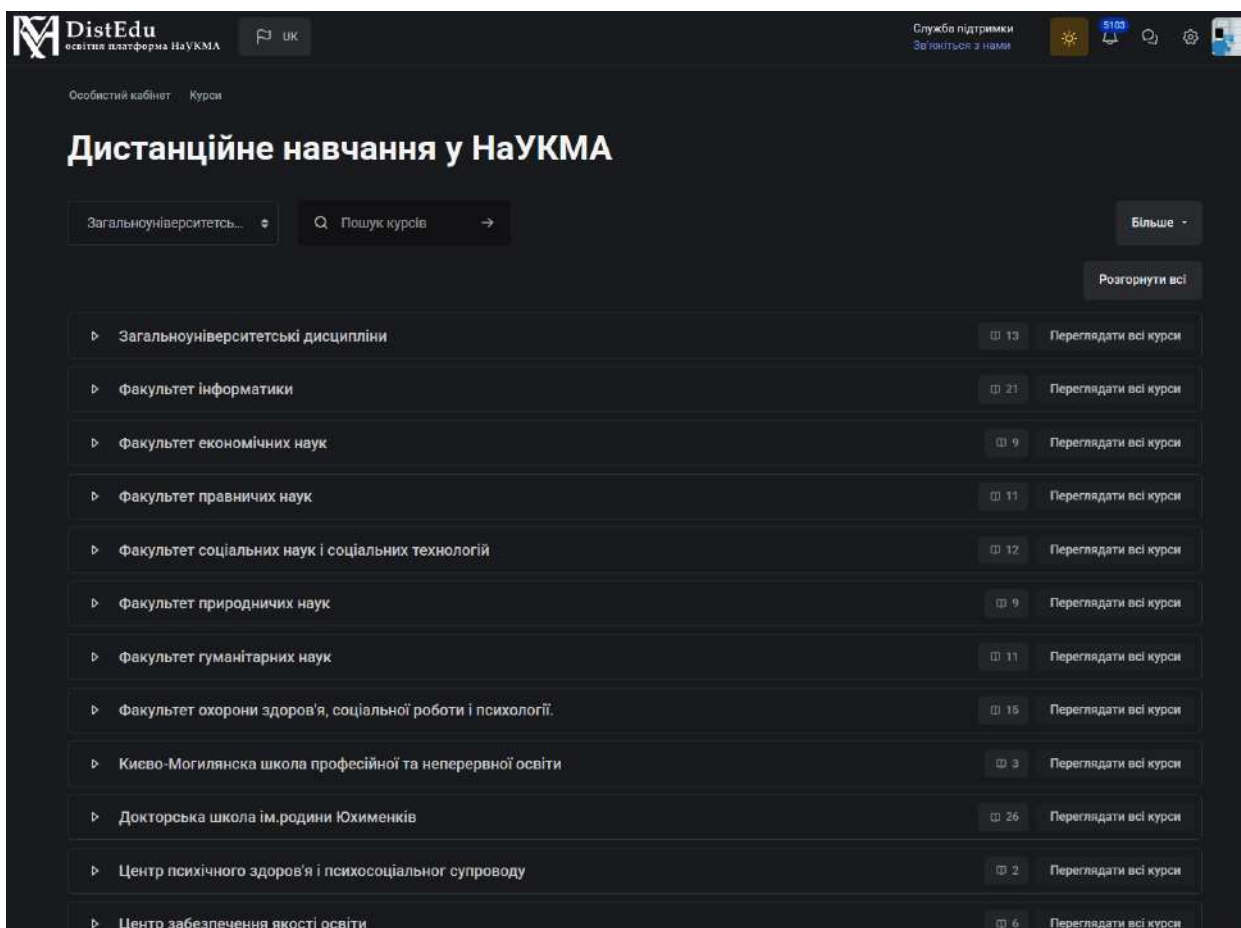 DistEdu
освітня платформа НаУКМА
UK
Служба підтримки
Зв'яжіться з нами
5103
Особистий кабінет Курси
Дистанційне навчання у НаУКМА
Загальноуніверситетсь...
Пошук курсів
Більше
Розгорнути всі
Загальноуніверситетські дисципліни 13 Переглядати всі курси
Факультет інформатики 21 Переглядати всі курси
Факультет економічних наук 9 Переглядати всі курси
Факультет правничих наук 11 Переглядати всі курси
Факультет соціальних наук і соціальних технологій 12 Переглядати всі курси
Факультет природничих наук 9 Переглядати всі курси
Факультет гуманітарних наук 11 Переглядати всі курси
Факультет охорони здоров'я, соціальної роботи і психології. 15 Переглядати всі курси
Києво-Могилянска школа професійної та неперервної освіти 3 Переглядати всі курси
Докторська школа ім.родини Юхименків 26 Переглядати всі курси
Центр психічного здоров'я і психосоціальног супроводу 2 Переглядати всі курси
Центр забезпечення якості освіти 6 Переглядати всі курси